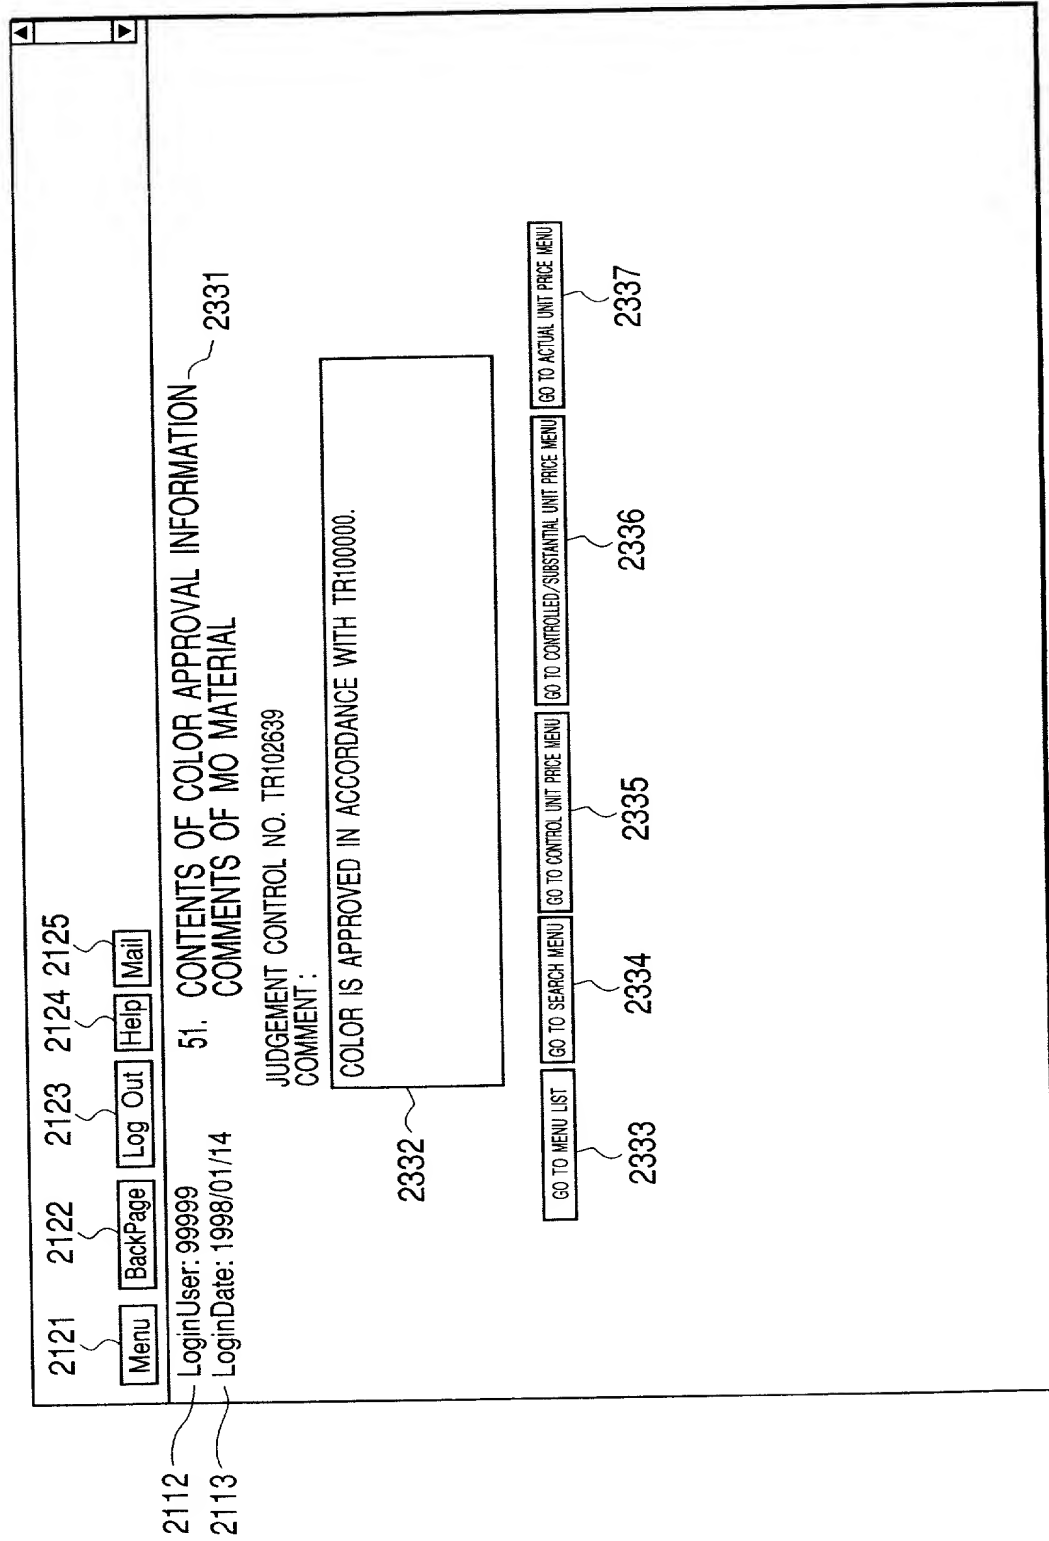 2121 2122 2123 2124 2125
Menu BackPage Log Out Help Mail
2112 LoginUser: 99999
2113 LoginDate: 1998/01/14
51. CONTENTS OF COLOR APPROVAL INFORMATION 2331
COMMENTS OF MO MATERIAL
JUDGEMENT CONTROL NO. TR102639
COMMENT :
COLOR IS APPROVED IN ACCORDANCE WITH TR100000.
2332
GO TO MENU LIST GO TO SEARCH MENU GO TO CONTROL UNIT PRICE MENU GO TO CONTROLLED/SUBSTANTIAL UNIT PRICE MENU GO TO ACTUAL UNIT PRICE MENU
2333 2334 2335 2336 2337